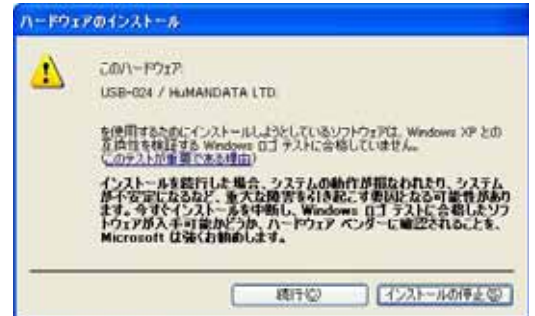 ハードウェアのインストール
このハードウェア:
USB-024 / HuMANDATA LTD.
を使用するためにインストールしようとしているソフトウェアは、Windows XP との
互換性を検証する Windows ロゴ テストに合格していません。
(このテストが重要である理由)
インストールを続行した場合、システムの動作が損なわれたり、システム
が不安定になるなど、重大な障害を引き起こす要因となる可能性があり
ます。今すぐインストールを中断し、Windows ロゴ テストに合格したソフ
トウェアが入手可能かどうか、ハードウェア ベンダーに確認されることを、
Microsoft は強くお勧めします。
続行(C) インストールの停止(S)